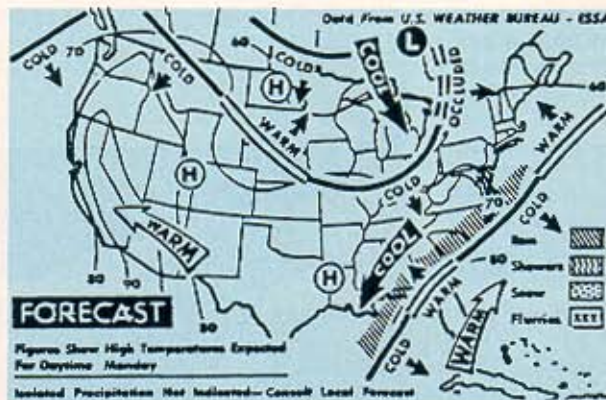 Data From U.S. WEATHER BUREAU - ESSA
COLD
70
COLD
60
COLD
COOL
L
OCCLUDED
60
H
WARM
WARM
H
COLD
70
COLD
WARM
COOL
80
Rain
Showers
Snow
Flurries
H
WARM
WARM
COLD
80
90
80
FORECAST
Figures Show High Temperatures Expected
For Daytime Monday
Isolated Precipitation Not Indicated— Consult Local Forecast